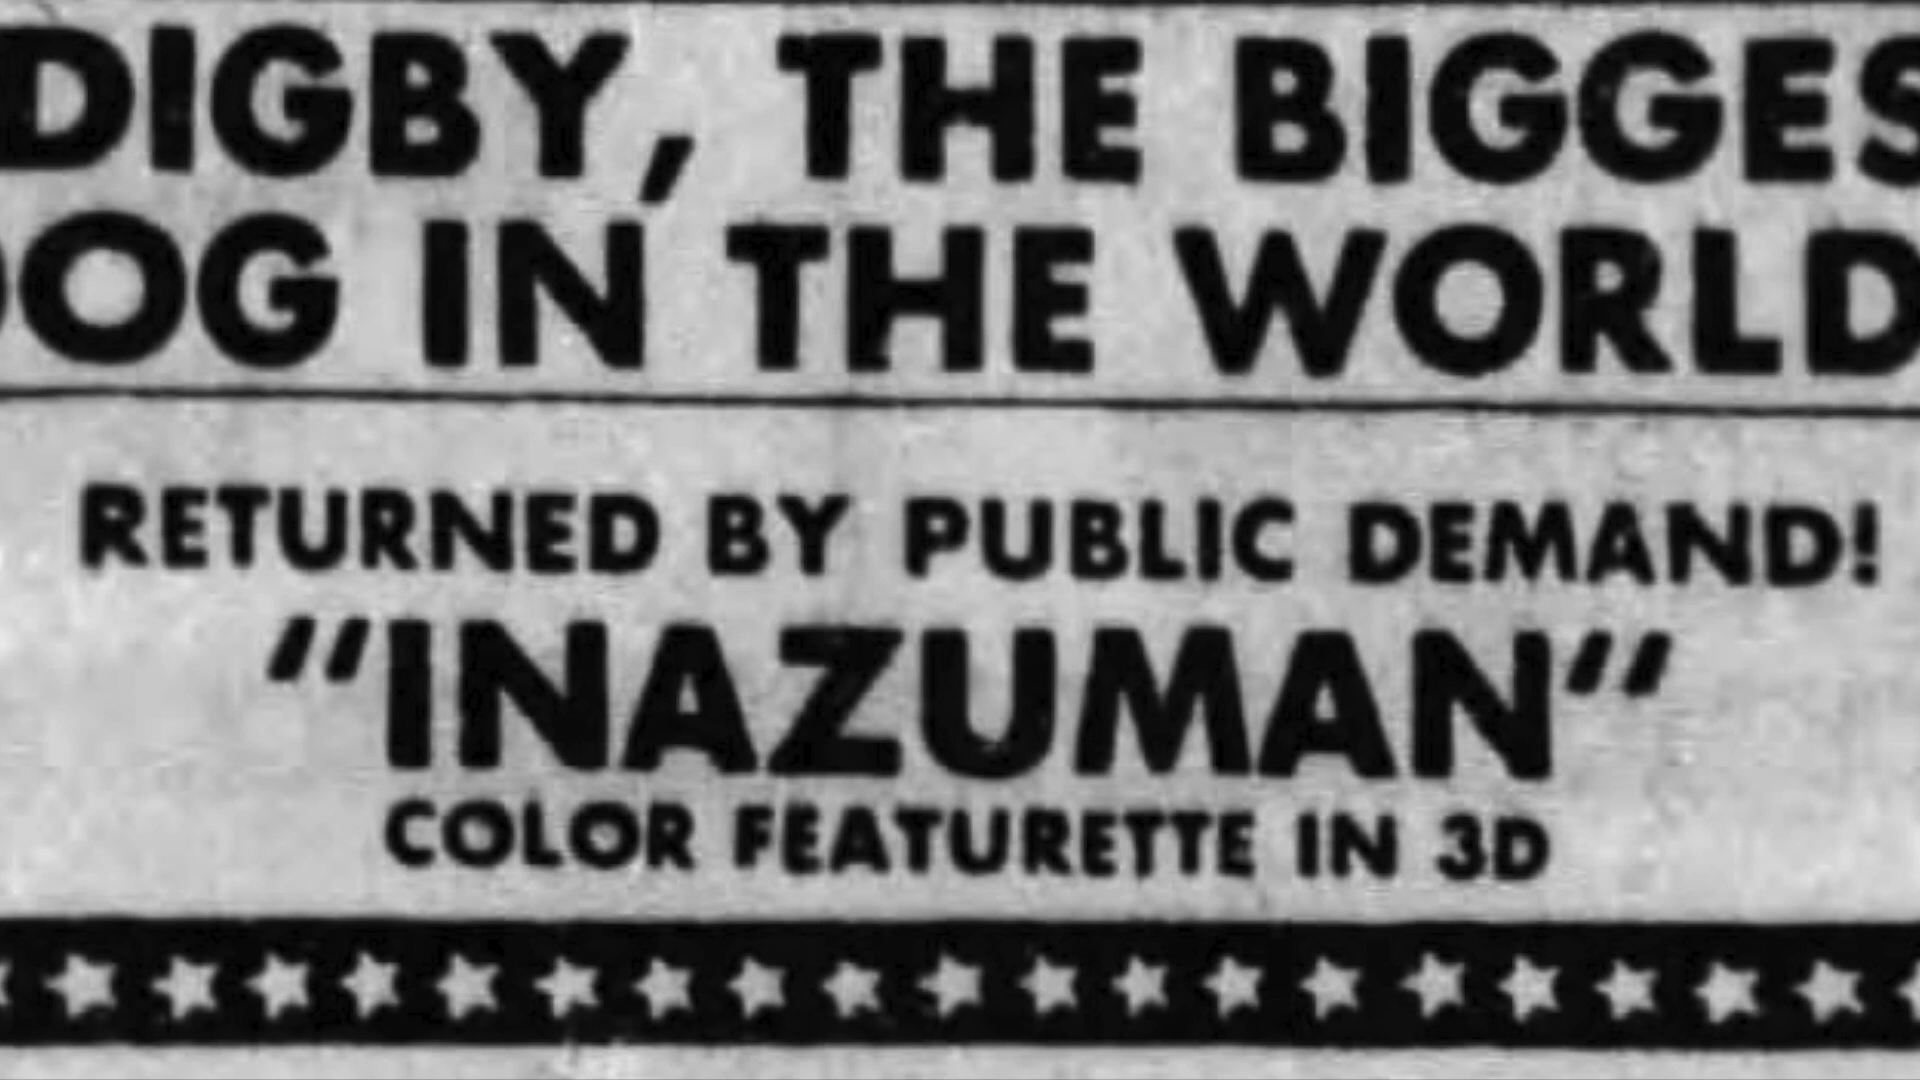 DIGBY, THE BIGGES
OG IN THE WORLD
RETURNED BY PUBLIC DEMAND!
"INAZUMAN"
COLOR FEATURETTE IN 3D